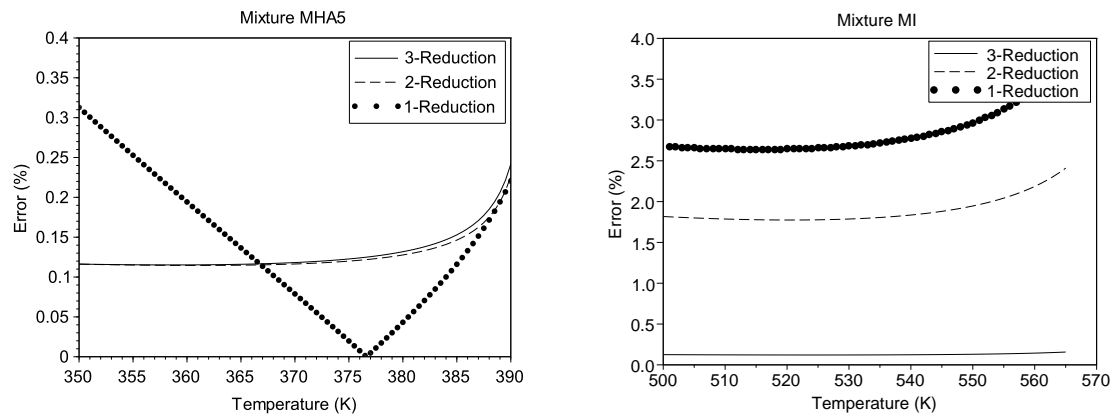 Mixture MHA5
0.4
0.35
0.3
0.25
0.2
0.15
0.1
0.05
0
Error (%)
3-Reduction
2-Reduction
1-Reduction
350 355 360 365 370 375 380 385 390
Temperature (K)
Mixture MI
4.0
3.5
3.0
2.5
2.0
1.5
1.0
0.5
0.0
Error (%)
3-Reduction
2-Reduction
1-Reduction
500 510 520 530 540 550 560 570
Temperature (K)